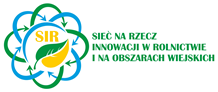 SIR
SIEĆ NA RZECZ
INNOWACJI W ROLNICTWIE
I NA OBSZARACH WIEJSKICH